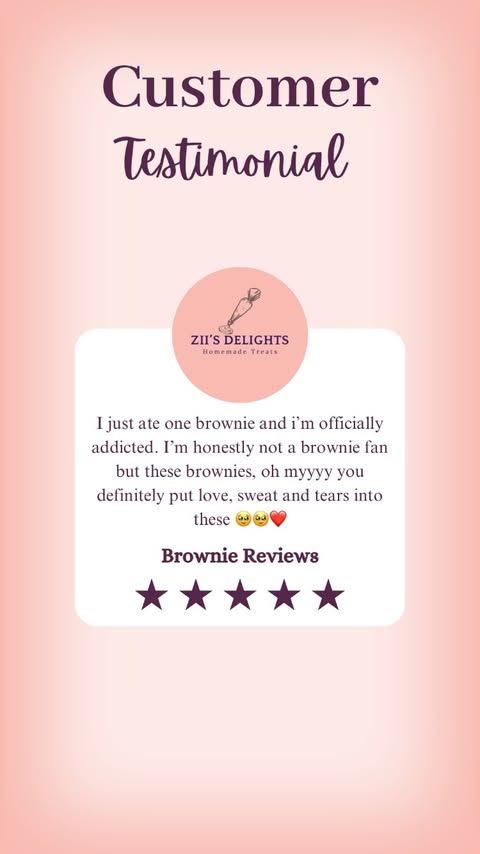 Customer
Testimonial
ZII'S DELIGHTS
Homemade Treats
I just ate one brownie and i'm officially
addicted. I'm honestly not a brownie fan
but these brownies, oh myyyy you
definitely put love, sweat and tears into
these 🥹🥹❤️
Brownie Reviews